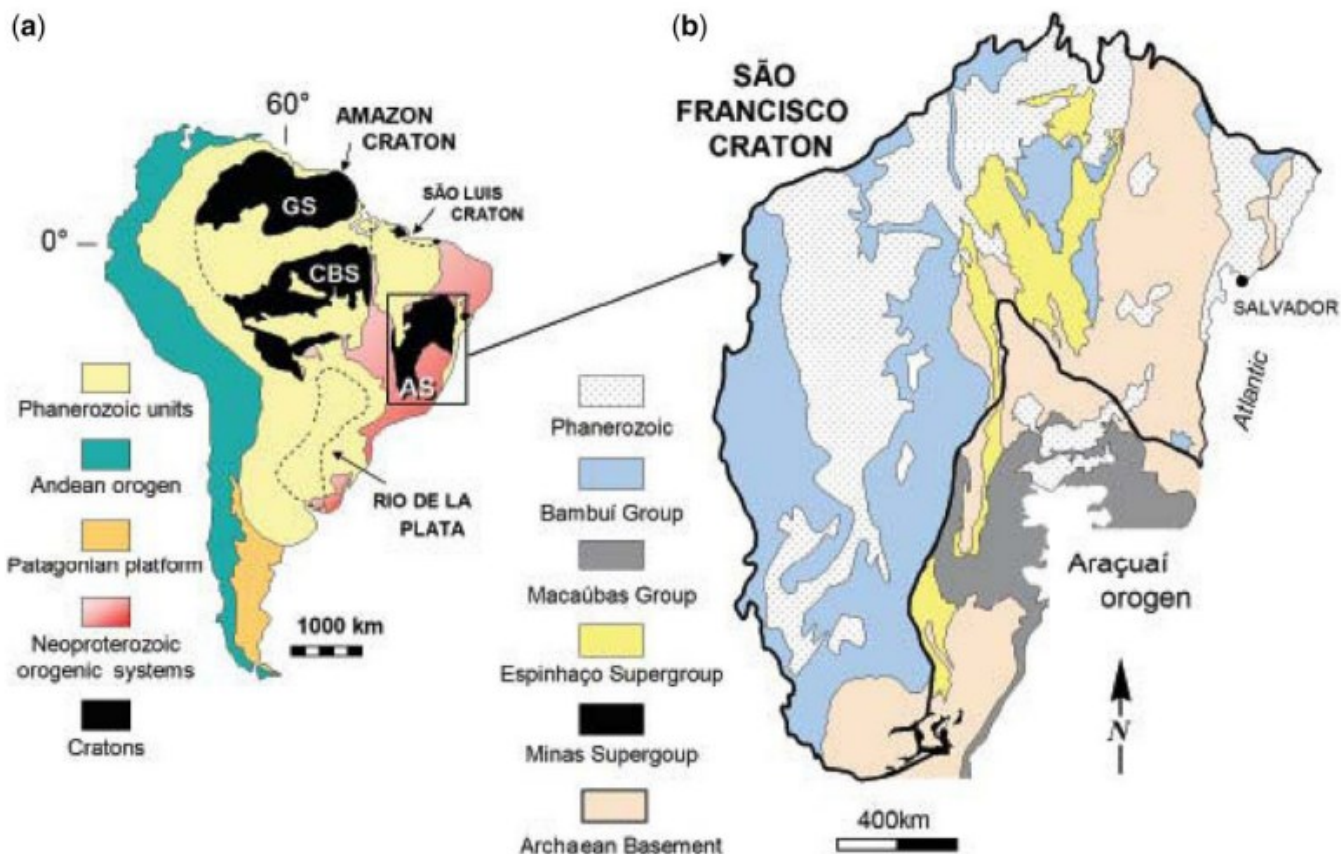 (a)
60°
AMAZON
CRATON
GS
SÃO LUIS
CRATON
0°
CBS
AS
Phanerozoic units
Andean orogen
RIO DE LA
PLATA
Patagonian platform
1000 km
Neoproterozoic
orogenic systems
Cratons
(b)
SÃO
FRANCISCO
CRATON
SALVADOR
Atlantic
Phanerozoic
Bambuí Group
Macaûbas Group
Araçuaí
orogen
Espinhaço Supergroup
N
Minas Supergoup
400km
Archaean Basement